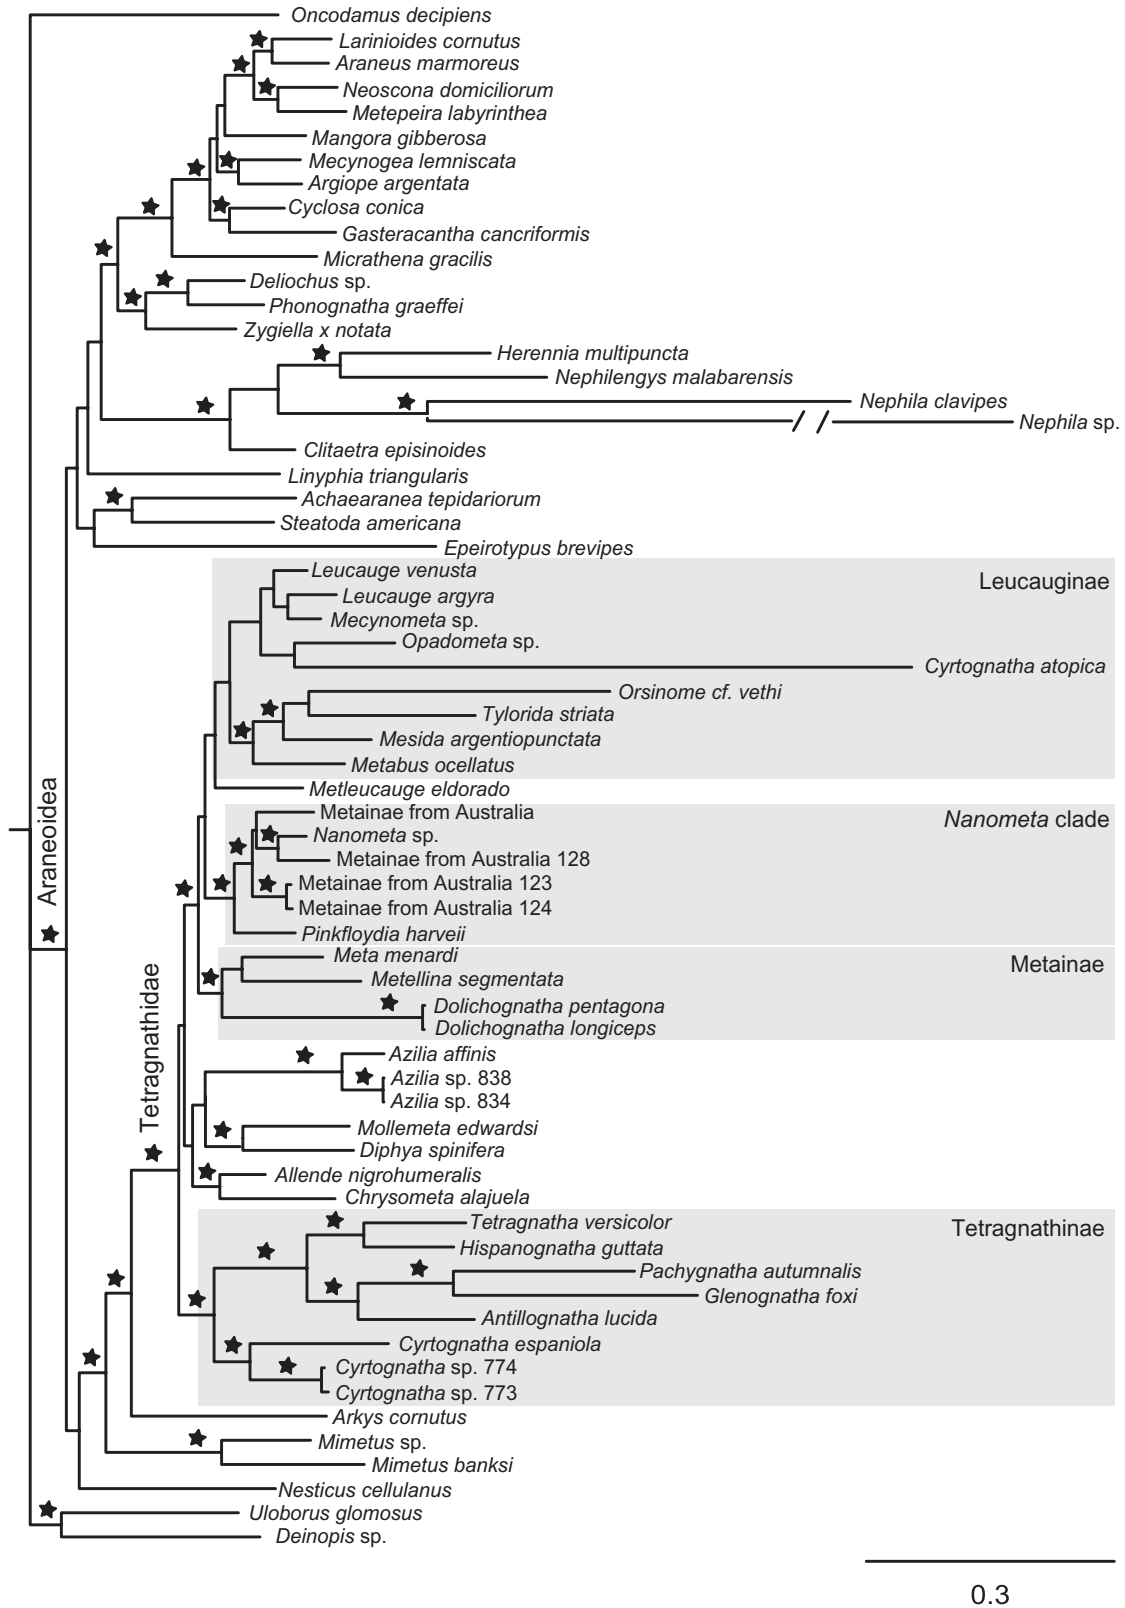 Oncodamus decipiens
Larinioides cornutus
Araneus marmoreus
Neoscona domiciliorum
Metepeira labyrinthea
Mangora gibberosa
Mecynogea lemniscata
Argiope argentata
Cyclosa conica
Gasteracantha cancriformis
Micrathena gracilis
Deliochus sp.
Phonognatha graeffei
Zygiella x notata
Herennia multipuncta
Nephilengys malabarensis
Nephila clavipes
Nephila sp.
Clitaetra episinoides
Linyphia triangularis
Achaearanea tepidariorum
Steatoda americana
Epeirotypus brevipes
Leucauge venusta
Leucauginae
Leucauge argyra
Mecynometa sp.
Opadometa sp.
Cyrtognatha atopica
Orsinome cf. vethi
Tylorida striata
Mesida argentiopunctata
Metabus ocellatus
Metleucauge eldorado
Araneoidea
Metainae from Australia
Nanometa clade
Nanometa sp.
Metainae from Australia 128
Metainae from Australia 123
Metainae from Australia 124
Pinkfloydia harveii
Meta menardi
Metainae
Metellina segmentata
Dolichognatha pentagona
Dolichognatha longiceps
Tetragnathidae
Azilia affinis
Azilia sp. 838
Azilia sp. 834
Mollemeta edwardsi
Diphya spinifera
Allende nigrohumeralis
Chrysometa alajuela
Tetragnatha versicolor
Tetragnathinae
Hispanognatha guttata
Pachygnatha autumnalis
Glenognatha foxi
Antillognatha lucida
Cyrtognatha espaniola
Cyrtognatha sp. 774
Cyrtognatha sp. 773
Arkys cornutus
Mimetus sp.
Mimetus banksi
Nesticus cellulanus
Uloborus glomosus
Deinopis sp.
0.3